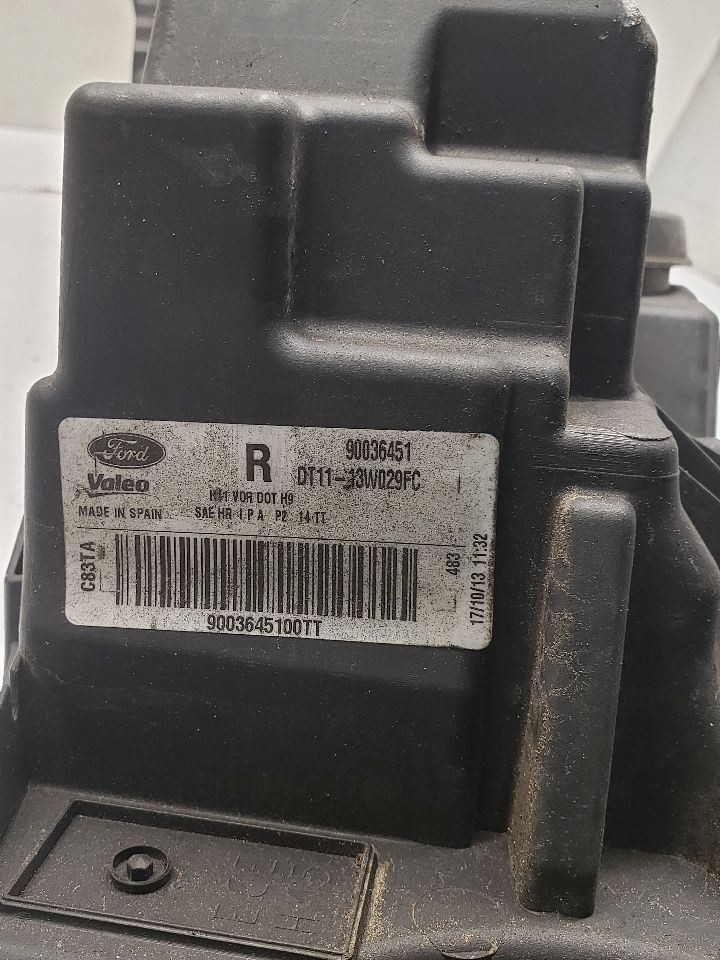 Ford
Valeo
MADE IN SPAIN
R
90036451
DT11-13W029FC
H11 VOR DOT H9
SAE HR I P A P2 14 TT
C83TA
483
17/10/13 11:32
9003645100TT